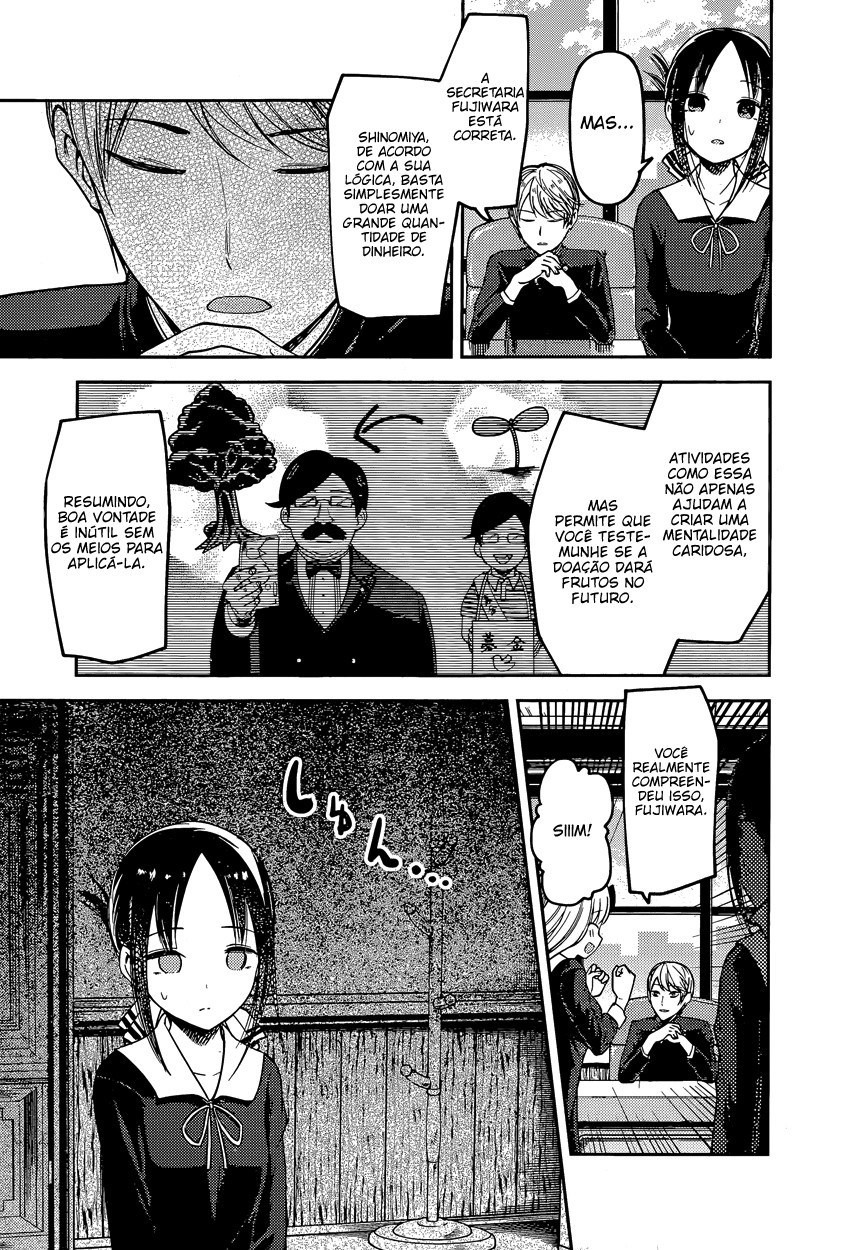 MAS...
A
SECRETARIA
FUJIWARA
ESTÁ
CORRETA.
SHINOMIYA,
DE ACORDO
COM A SUA
LÓGICA, BASTA
SIMPLESMENTE
DOAR UMA
GRANDE QUAN-
TIDADE DE
DINHEIRO.
ATIVIDADES
COMO ESSA
NÃO APENAS
AJUDAM A
CRIAR UMA
MENTALIDADE
CARIDOSA,
MAS
PERMITE QUE
VOCÊ TESTE-
MUNHE SE A
DOAÇÃO DARÁ
FRUTOS NO
FUTURO.
募金
RESUMINDO,
BOA VONTADE
É INÚTIL SEM
OS MEIOS PARA
APLICÁ-LA.
VOCÊ
REALMENTE
COMPREEN-
DEU ISSO,
FUJIWARA.
SIIIM!
しゅん...